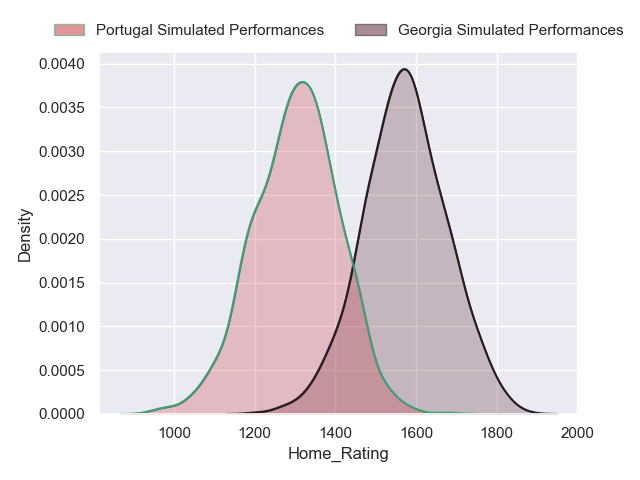 Portugal Simulated Performances Georgia Simulated Performances
0.0040
0.0035
0.0030
0.0025
0.0020
0.0015
0.0010
0.0005
0.0000
Density
1000 1200 1400 1600 1800 2000
Home_Rating